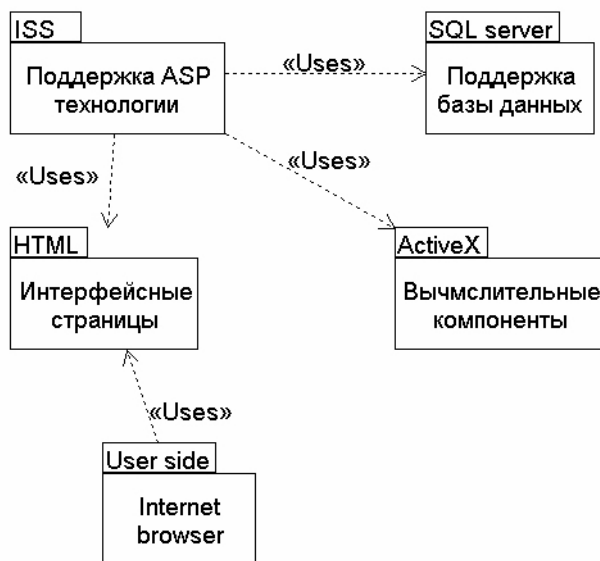 ISS
Поддержка ASP
технологии
«Uses»
SQL server
Поддержка
базы данных
«Uses»
«Uses»
HTML
Интерфейсные
страницы
ActiveX
Вычмслительные
компоненты
«Uses»
User side
Internet
browser